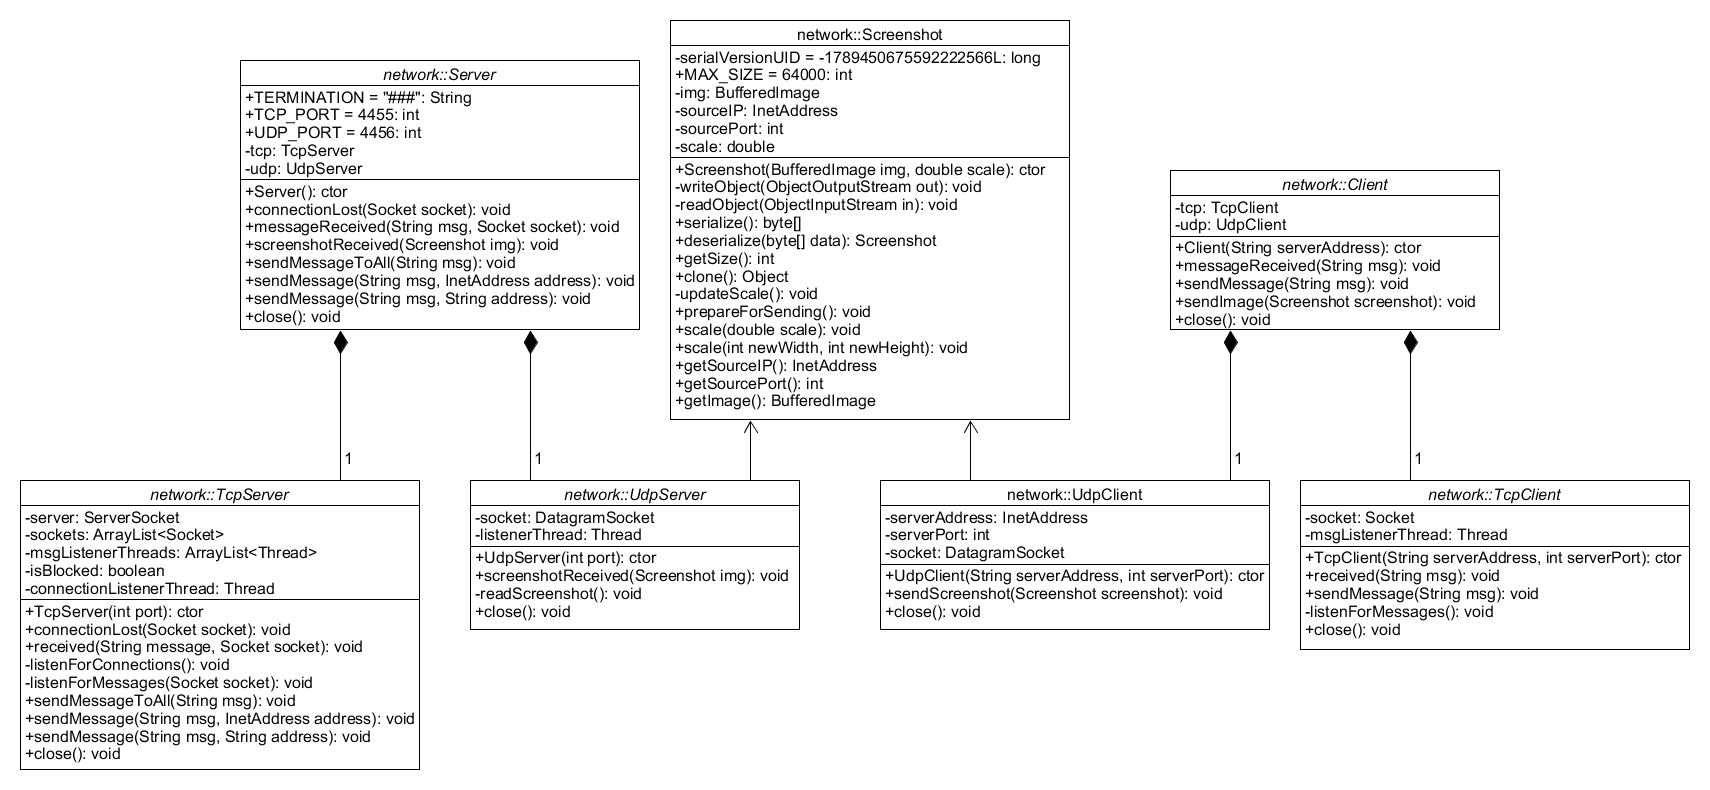 network::Server
+TERMINATION = "###": String
+TCP_PORT = 4455: int
+UDP_PORT = 4456: int
-tcp: TcpServer
-udp: UdpServer
+Server(): ctor
+connectionLost(Socket socket): void
+messageReceived(String msg, Socket socket): void
+screenshotReceived(Screenshot img): void
+sendMessageToAll(String msg): void
+sendMessage(String msg, InetAddress address): void
+sendMessage(String msg, String address): void
+close(): void
network::Screenshot
-serialVersionUID = -1789450675592222566L: long
+MAX_SIZE = 64000: int
-img: BufferedImage
-sourceIP: InetAddress
-sourcePort: int
-scale: double
+Screenshot(BufferedImage img, double scale): ctor
-writeObject(ObjectOutputStream out): void
-readObject(ObjectInputStream in): void
+serialize(): byte[]
+deserialize(byte[] data): Screenshot
+getSize(): int
+clone(): Object
-updateScale(): void
+prepareForSending(): void
+scale(double scale): void
+scale(int newWidth, int newHeight): void
+getSourceIP(): InetAddress
+getSourcePort(): int
+getImage(): BufferedImage
network::Client
-tcp: TcpClient
-udp: UdpClient
+Client(String serverAddress): ctor
+messageReceived(String msg): void
+sendMessage(String msg): void
+sendImage(Screenshot screenshot): void
+close(): void
1
1
1
1
network::TcpServer
-server: ServerSocket
-sockets: ArrayList<Socket>
-msgListenerThreads: ArrayList<Thread>
-isBlocked: boolean
-connectionListenerThread: Thread
+TcpServer(int port): ctor
+connectionLost(Socket socket): void
+received(String message, Socket socket): void
-listenForConnections(): void
-listenForMessages(Socket socket): void
+sendMessageToAll(String msg): void
+sendMessage(String msg, InetAddress address): void
+sendMessage(String msg, String address): void
+close(): void
network::UdpServer
-socket: DatagramSocket
-listenerThread: Thread
+UdpServer(int port): ctor
+screenshotReceived(Screenshot img): void
-readScreenshot(): void
+close(): void
network::UdpClient
-serverAddress: InetAddress
-serverPort: int
-socket: DatagramSocket
+UdpClient(String serverAddress, int serverPort): ctor
+sendScreenshot(Screenshot screenshot): void
+close(): void
network::TcpClient
-socket: Socket
-msgListenerThread: Thread
+TcpClient(String serverAddress, int serverPort): ctor
+received(String msg): void
+sendMessage(String msg): void
-listenForMessages(): void
+close(): void